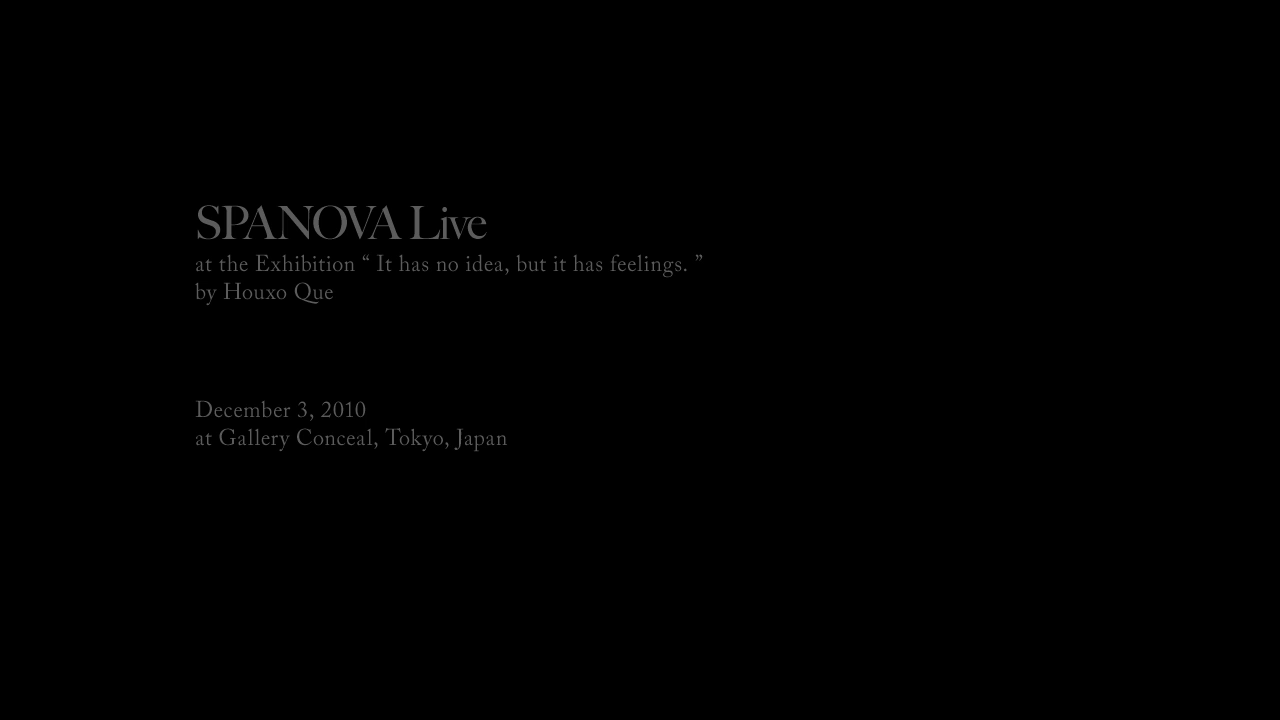 SPANOVA Live
at the Exhibition “ It has no idea, but it has feelings. ”
by Houxo Que
December 3, 2010
at Gallery Conceal, Tokyo, Japan